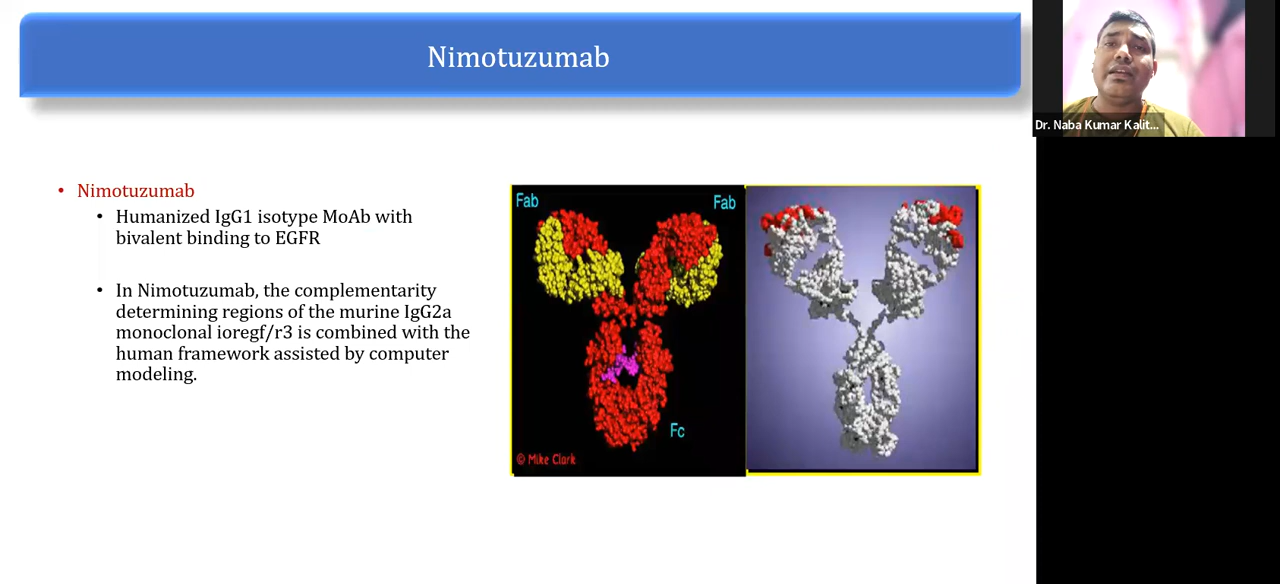 Nimotuzumab
Nimotuzumab
Humanized IgG1 isotype MoAb with
bivalent binding to EGFR
In Nimotuzumab, the complementarity
determining regions of the murine IgG2a
monoclonal ioregf/r3 is combined with the
human framework assisted by computer
modeling.
Fab
Fab
Fc
© Mike Clark
Dr. Naba Kumar Kalit...